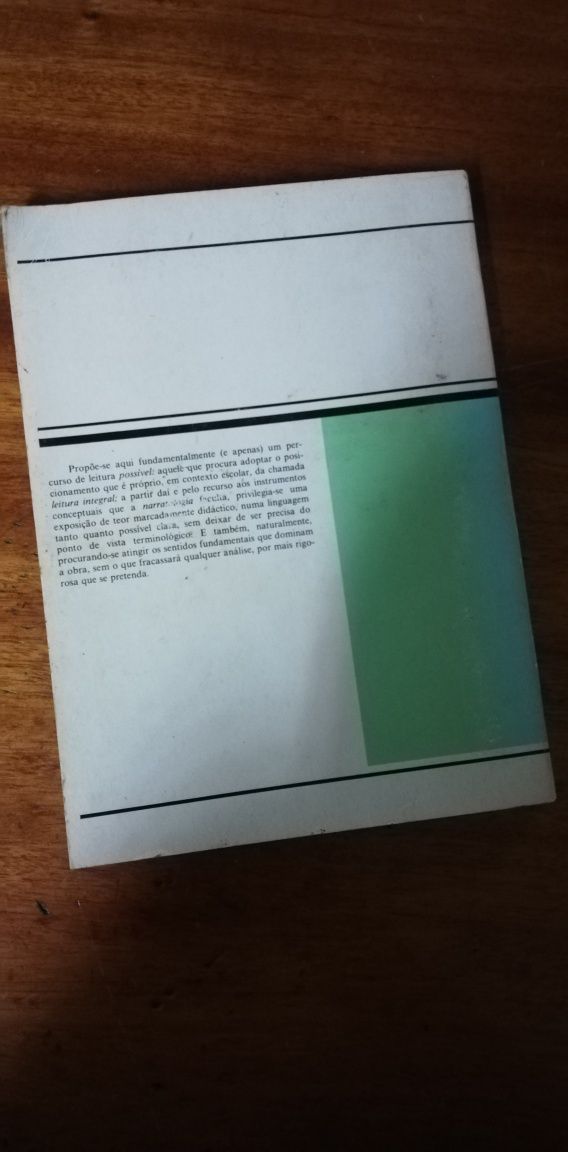 Propõe-se aqui fundamentalmente (e apenas) um per-
curso de leitura possível: aquele que procura adoptar o posi-
cionamento que é próprio, em contexto escolar, da chamada
leitura integral; a partir daí e pelo recurso aos instrumentos
conceptuais que a narratologia faculta, privilegia-se uma
exposição de teor marcadamente didáctico, numa linguagem
tanto quanto possível clara, sem deixar de ser precisa do
ponto de vista terminológico. E também, naturalmente,
procurando-se atingir os sentidos fundamentais que dominam
a obra, sem o que fracassará qualquer análise, por mais rigo-
rosa que se pretenda.